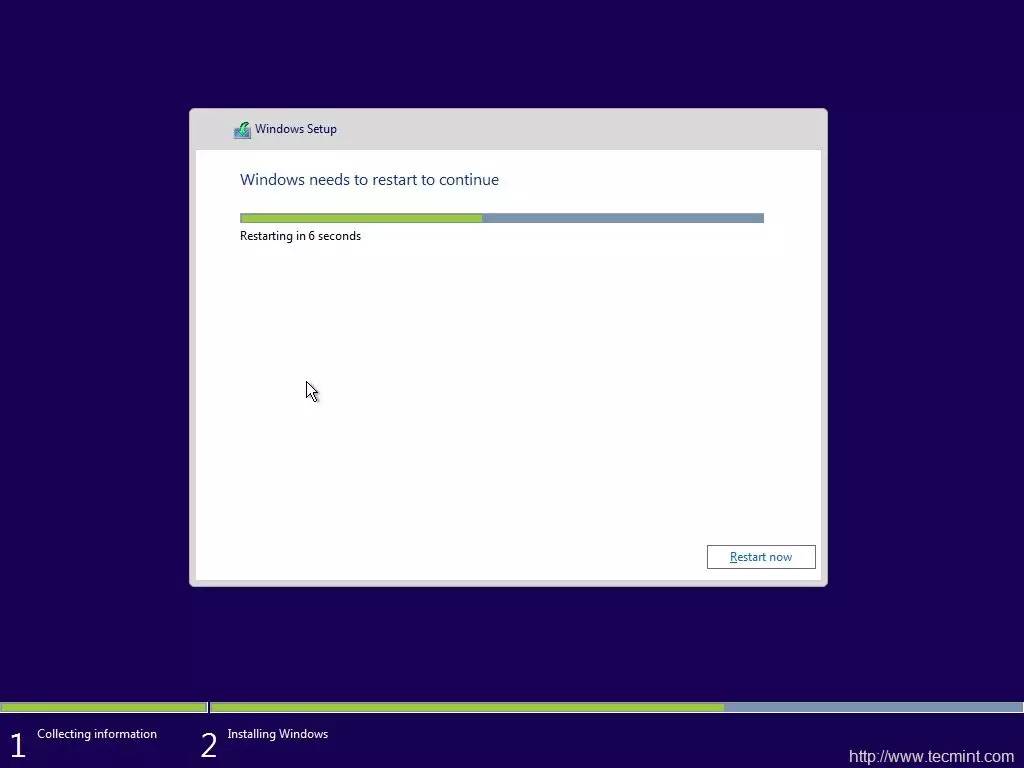 Windows Setup
Windows needs to restart to continue
Restarting in 6 seconds
Restart now
1 Collecting information
2 Installing Windows
http://www.tecmint.com